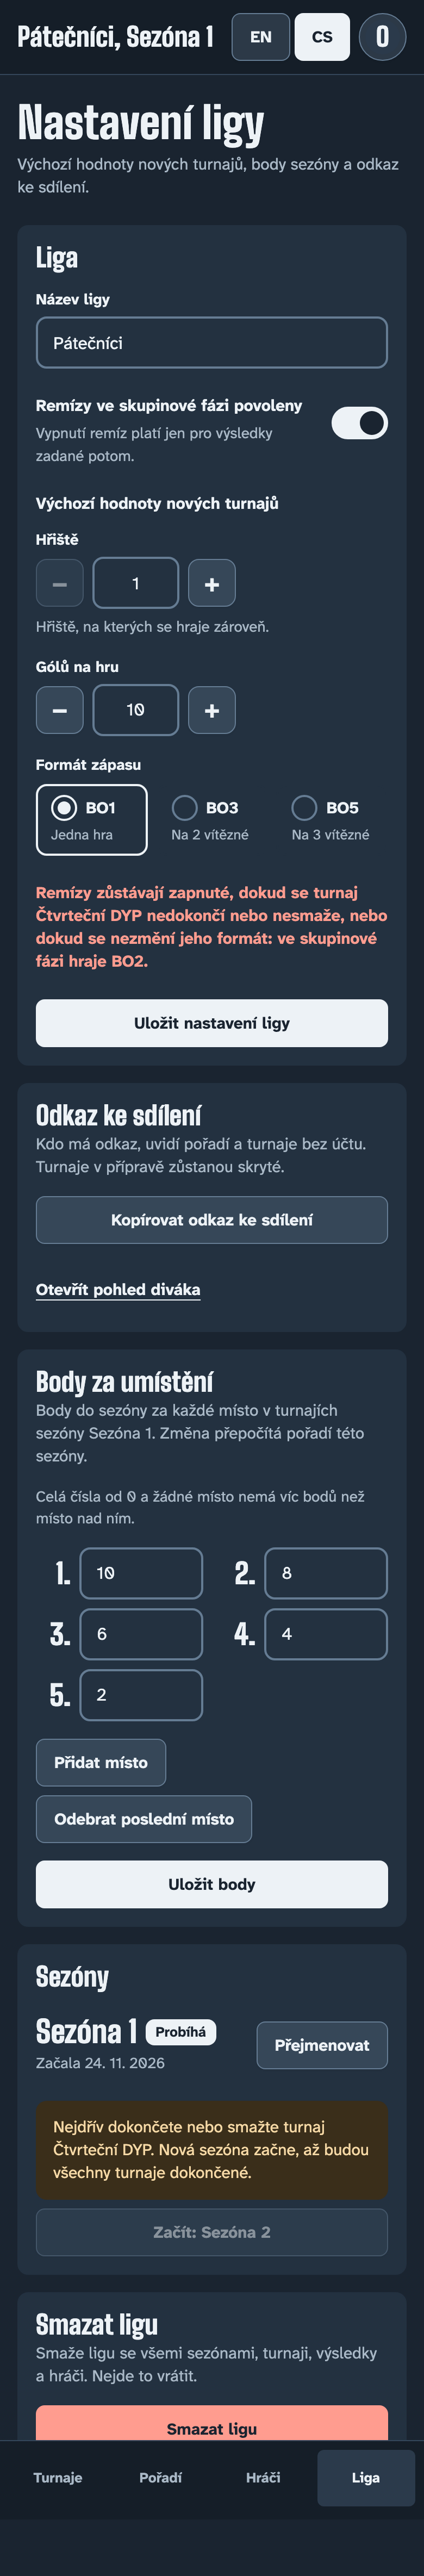 Pátečníci, Sezóna 1
EN
CS
0
Nastavení ligy
Výchozí hodnoty nových turnajů, body sezóny a odkaz
ke sdílení.
Liga
Název ligy
Pátečníci
Remízy ve skupinové fázi povoleny
Vypnutí remíz platí jen pro výsledky
zadané potom.
Výchozí hodnoty nových turnajů
Hřiště
−
1
+
Hřiště, na kterých se hraje zároveň.
Gólů na hru
−
10
+
Formát zápasu
BO1
Jedna hra
BO3
Na 2 vítězné
BO5
Na 3 vítězné
Remízy zůstávají zapnuté, dokud se turnaj
Čtvrteční DYP nedokončí nebo nesmaže, nebo
dokud se nezmění jeho formát: ve skupinové
fázi hraje BO2.
Uložit nastavení ligy
Odkaz ke sdílení
Kdo má odkaz, uvidí pořadí a turnaje bez účtu.
Turnaje v přípravě zůstanou skryté.
Kopírovat odkaz ke sdílení
Otevřít pohled diváka
Body za umístění
Body do sezóny za každé místo v turnajích
sezóny Sezóna 1. Změna přepočítá pořadí této
sezóny.
Celá čísla od 0 a žádné místo nemá víc bodů než
místo nad ním.
1.
10
2.
8
3.
6
4.
4
5.
2
Přidat místo
Odebrat poslední místo
Uložit body
Sezóny
Sezóna 1
Probíhá
Začala 24. 11. 2026
Přejmenovat
Nejdřív dokončete nebo smažte turnaj
Čtvrteční DYP. Nová sezóna začne, až budou
všechny turnaje dokončené.
Začít: Sezóna 2
Smazat ligu
Smaže ligu se všemi sezónami, turnaji, výsledky
a hráči. Nejde to vrátit.
Smazat ligu
Turnaje
Pořadí
Hráči
Liga